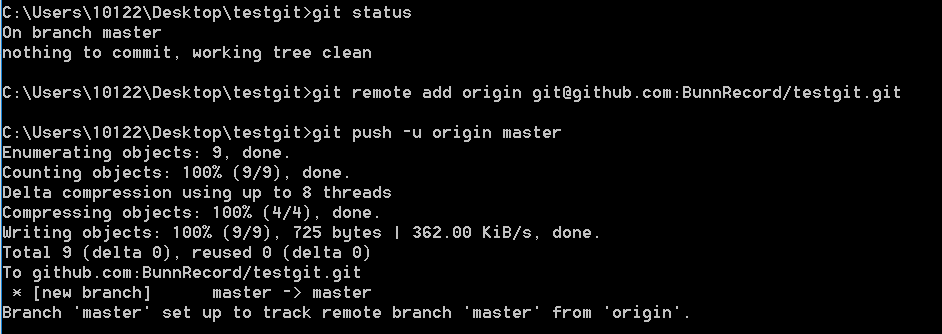 C:\Users\10122\Desktop\testgit>git status
On branch master
nothing to commit, working tree clean
C:\Users\10122\Desktop\testgit>git remote add origin git@github.com:BunnRecord/testgit.git
C:\Users\10122\Desktop\testgit>git push -u origin master
Enumerating objects: 9, done.
Counting objects: 100% (9/9), done.
Delta compression using up to 8 threads
Compressing objects: 100% (4/4), done.
Writing objects: 100% (9/9), 725 bytes | 362.00 KiB/s, done.
Total 9 (delta 0), reused 0 (delta 0)
To github.com:BunnRecord/testgit.git
 * [new branch]      master -> master
Branch 'master' set up to track remote branch 'master' from 'origin'.